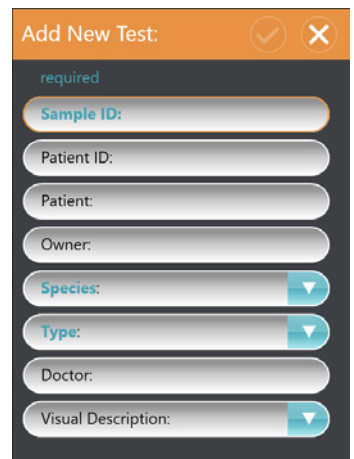 Add New Test:
required
Sample ID:
Patient ID:
Patient:
Owner:
Species:
Type:
Doctor:
Visual Description: